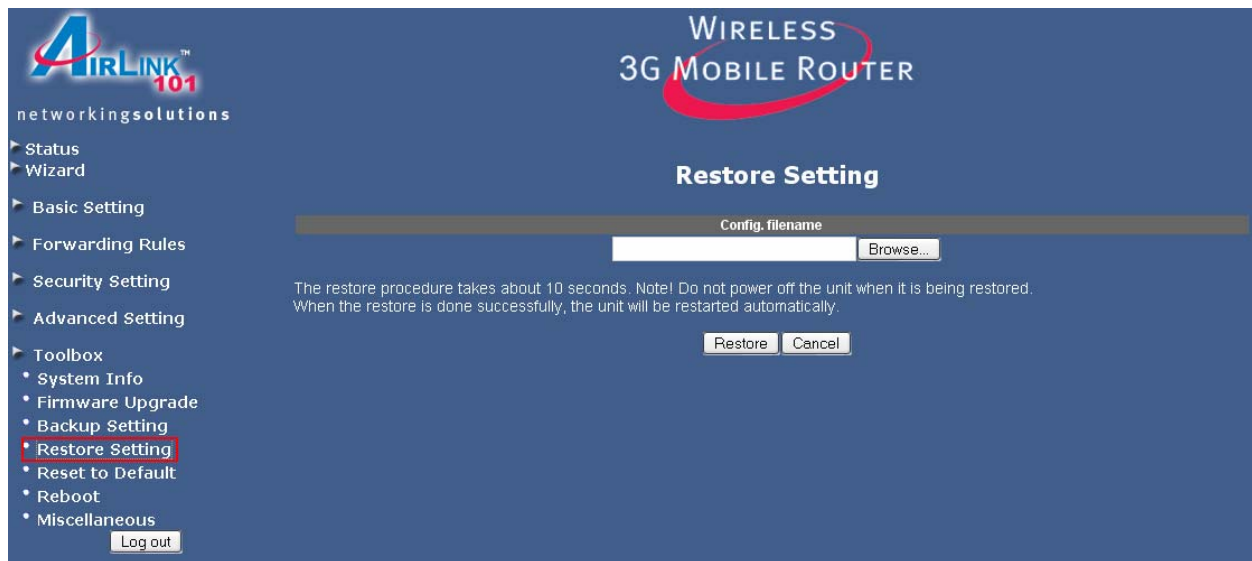 AIRLINK™
101
networkingsolutions
WIRELESS
3G MOBILE ROUTER
Status
Wizard
Basic Setting
Forwarding Rules
Security Setting
Advanced Setting
Toolbox
System Info
Firmware Upgrade
Backup Setting
Restore Setting
Reset to Default
Reboot
Miscellaneous
Log out
Restore Setting
Config. filename
Browse...
The restore procedure takes about 10 seconds. Note! Do not power off the unit when it is being restored.
When the restore is done successfully, the unit will be restarted automatically.
Restore Cancel